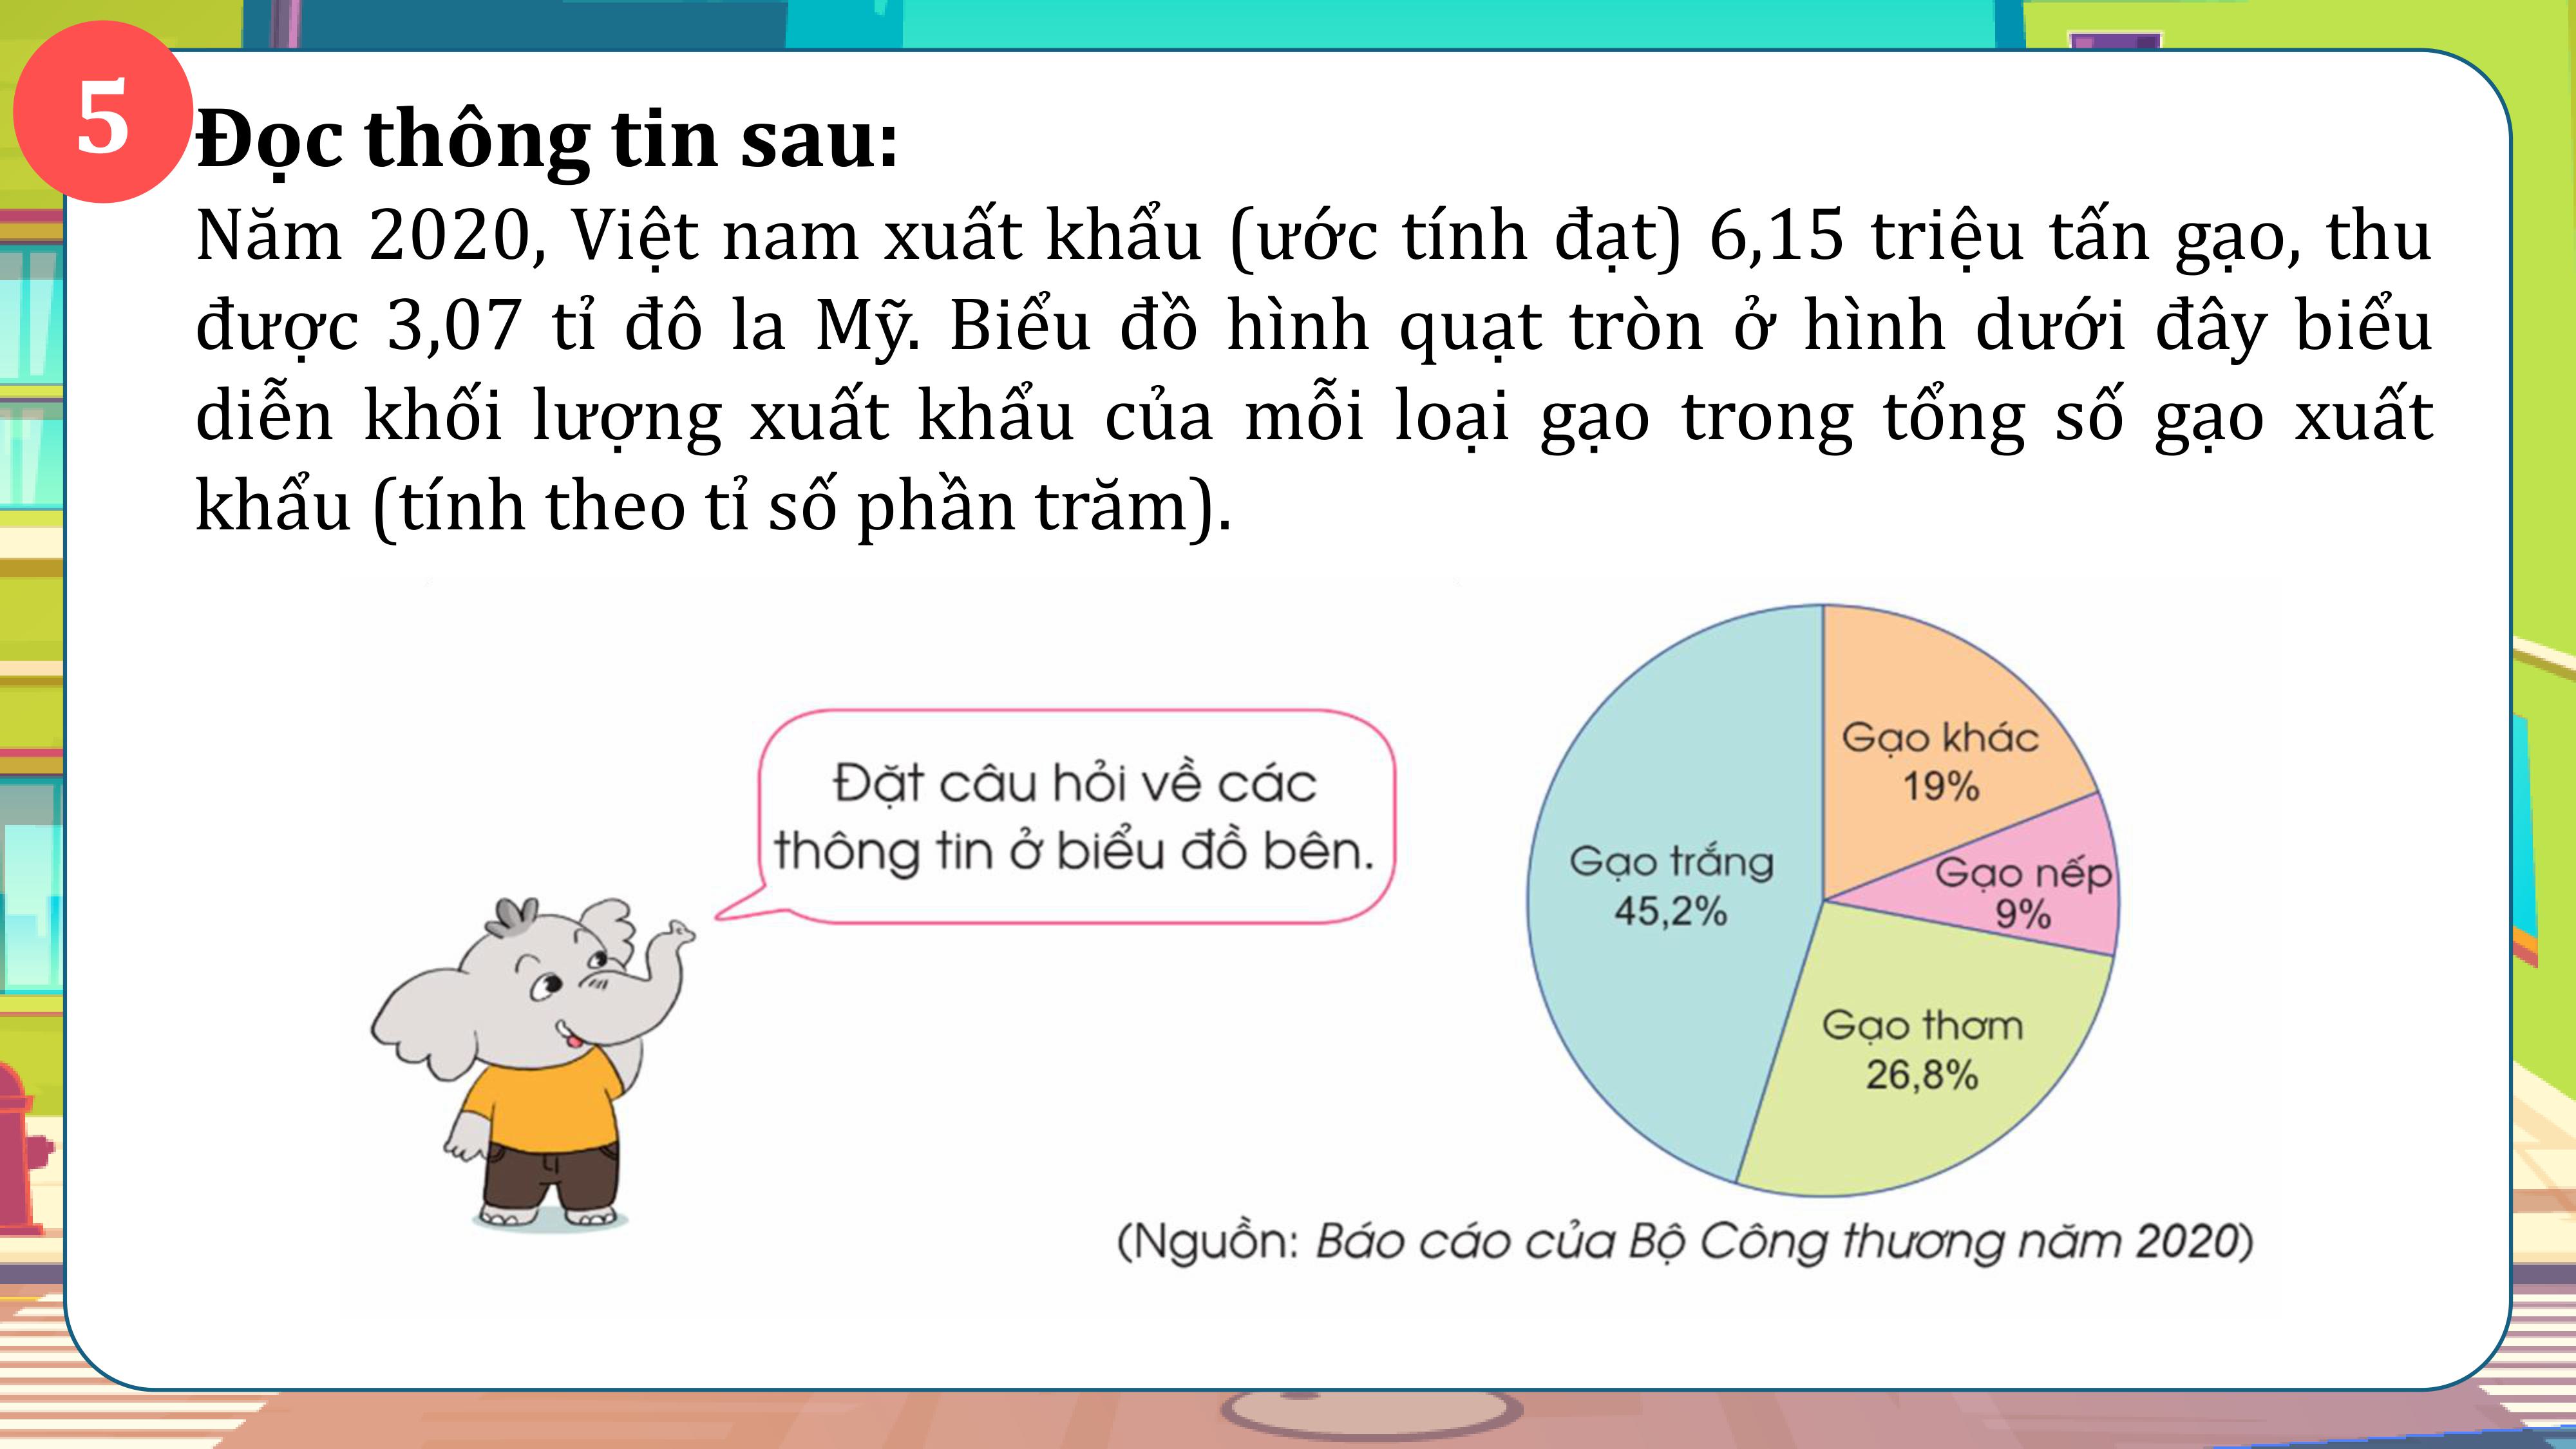 5
Đọc thông tin sau:
Năm 2020, Việt nam xuất khẩu (ước tính đạt) 6,15 triệu tấn gạo, thu
được 3,07 tỉ đô la Mỹ. Biểu đồ hình quạt tròn ở hình dưới đây biểu
diễn khối lượng xuất khẩu của mỗi loại gạo trong tổng số gạo xuất
khẩu (tính theo tỉ số phần trăm).
Đặt câu hỏi về các
thông tin ở biểu đồ bên.
Gạo khác
19%
Gạo nếp
9%
Gạo trắng
45,2%
Gạo thơm
26,8%
(Nguồn: Báo cáo của Bộ Công thương năm 2020)